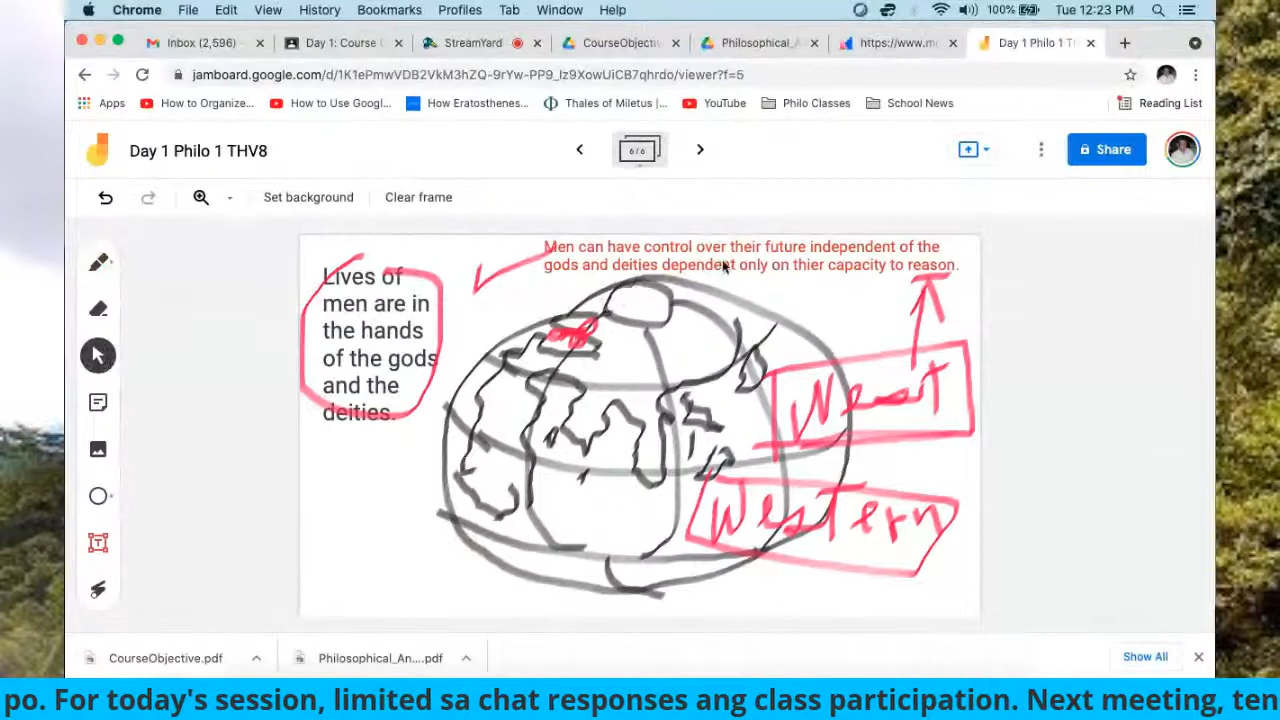 Chrome File Edit View History Bookmarks Profiles Tab Window Help 100% Tue 12:23 PM
Inbox (2,596) - Day 1: Course StreamYard CourseObjectiv Philosophical_A https://www.m Day 1 Philo 1 TH
jamboard.google.com/d/1K1ePmwVDB2VkM3hZQ-9rYw-PP9_Iz9XowUiCB7qhrdo/viewer?f=5
Apps How to Organize... How to Use Googl... How Eratosthenes... Thales of Miletus |... YouTube Philo Classes School News Reading List
Day 1 Philo 1 THV8 6/6 Share
Set background Clear frame
Men can have control over their future independent of the
gods and deities dependent only on thier capacity to reason.
Lives of
men are in
the hands
of the gods
and the
deities.
West
Western
CourseObjective.pdf Philosophical_An....pdf Show All
po. For today's session, limited sa chat responses ang class participation. Next meeting, ten